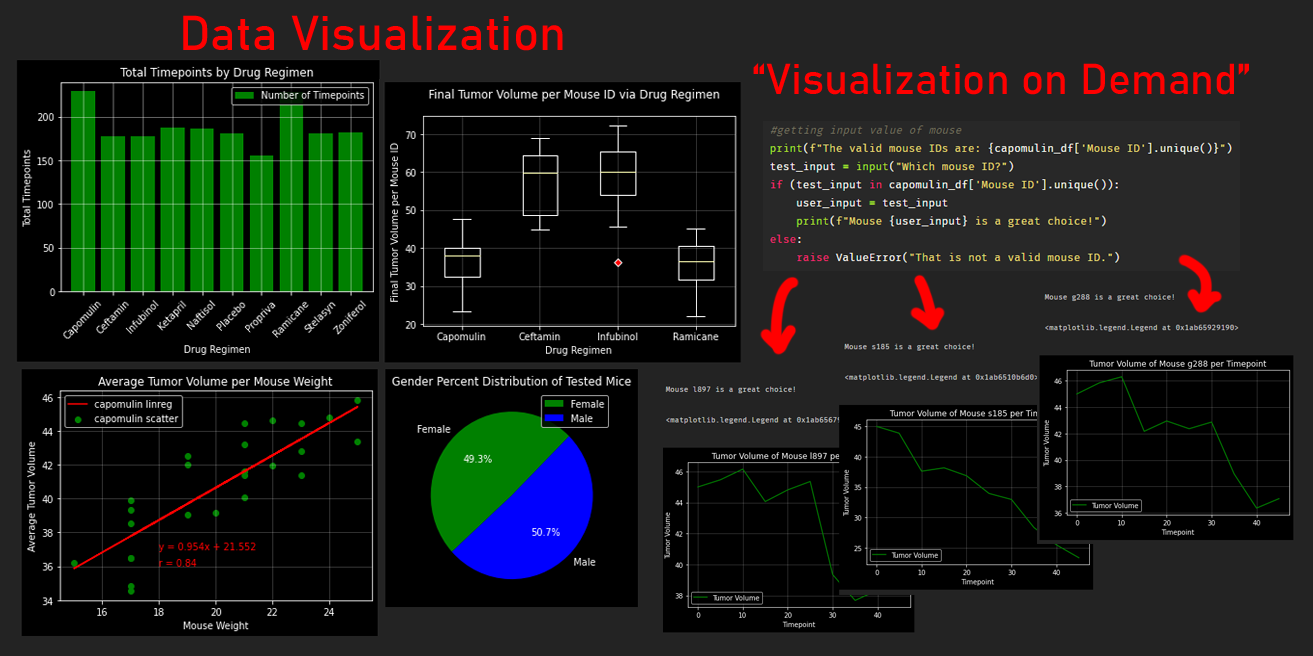 Data Visualization
"Visualization on Demand"
Total Timepoints by Drug Regimen
Number of Timepoints
Total Timepoints
200
150
100
50
0
Capomulin
Ceftamin
Infubinol
Ketapril
Naftisol
Placebo
Propriva
Ramicane
Stelasyn
Zoniferol
Drug Regimen
Final Tumor Volume per Mouse ID via Drug Regimen
Final Tumor Volume per Mouse ID
70
60
50
40
30
20
Capomulin Ceftamin Infubinol Ramicane
Drug Regimen
#getting input value of mouse
print(f"The valid mouse IDs are: {capomulin_df['Mouse ID'].unique()}")
test_input = input("Which mouse ID?")
if (test_input in capomulin_df['Mouse ID'].unique()):
user_input = test_input
print(f"Mouse {user_input} is a great choice!")
else:
raise ValueError("That is not a valid mouse ID.")
Average Tumor Volume per Mouse Weight
capomulin linreg
capomulin scatter
Average Tumor Volume
46
44
42
40
38
36
34
y = 0.954x + 21.552
r = 0.84
16 18 20 22 24
Mouse Weight
Gender Percent Distribution of Tested Mice
Female
Male
Female
49.3%
50.7%
Male
Mouse l897 is a great choice!
<matplotlib.legend.Legend at 0x1ab6567
Tumor Volume of Mouse l897 pe
Tumor Volume
46
44
42
40
38
Tumor Volume
0 10 20 30 40
Timepoint
Mouse s185 is a great choice!
<matplotlib.legend.Legend at 0x1ab6510b6d0>
Tumor Volume of Mouse s185 per Tim
Tumor Volume
45
40
35
30
25
Tumor Volume
0 10 20 30 40
Timepoint
Mouse g288 is a great choice!
<matplotlib.legend.Legend at 0x1ab65929190>
Tumor Volume of Mouse g288 per Timepoint
Tumor Volume
46
44
42
40
38
36
Tumor Volume
0 10 20 30 40
Timepoint